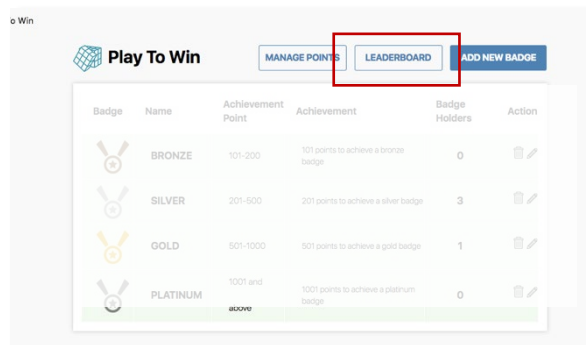 o Win
Play To Win
MANAGE POINTS
LEADERBOARD
ADD NEW BADGE
Badge Name Achievement Point Achievement Badge Holders Action
BRONZE 101-200 101 points to achieve a bronze badge 0
SILVER 201-500 201 points to achieve a silver badge 3
GOLD 501-1000 501 points to achieve a gold badge 1
PLATINUM 1001 and above 1001 points to achieve a platinum badge 0